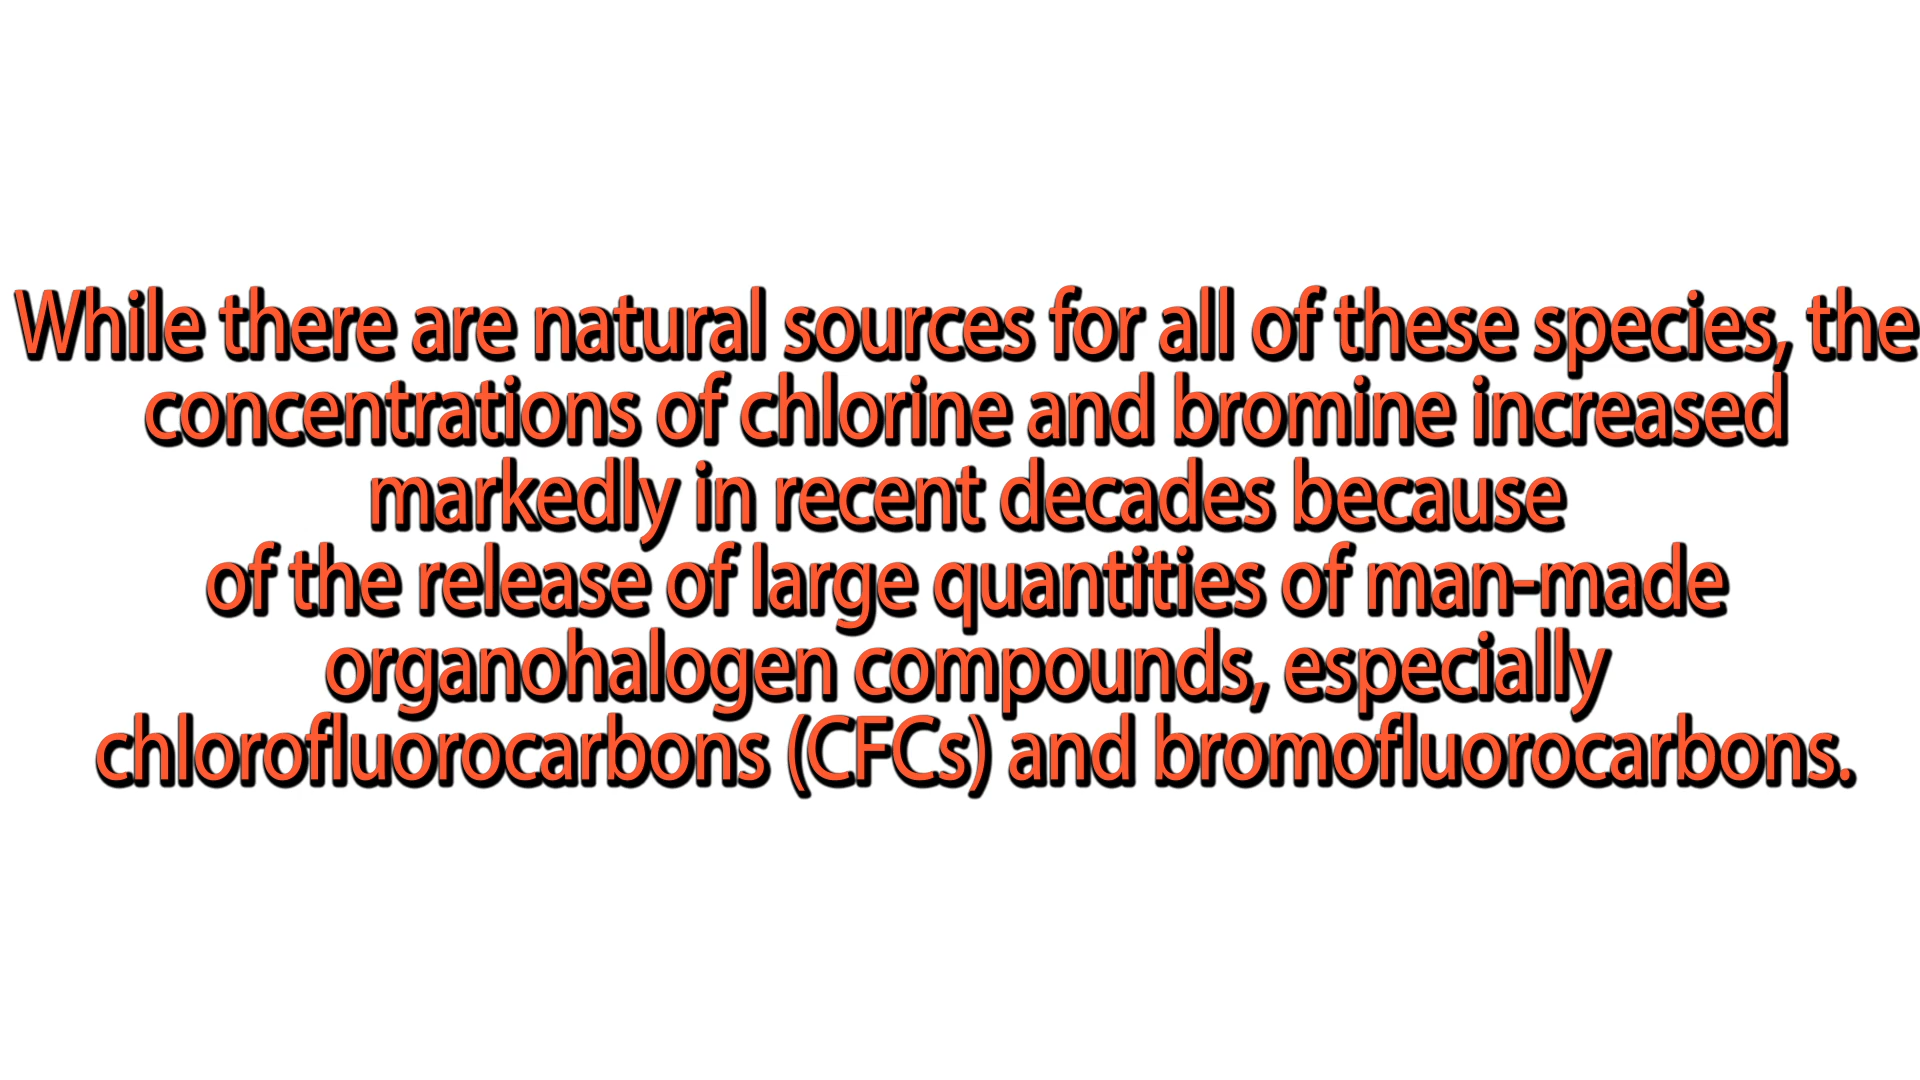 While there are natural sources for all of these species, the
concentrations of chlorine and bromine increased
markedly in recent decades because
of the release of large quantities of man-made
organohalogen compounds, especially
chlorofluorocarbons (CFCs) and bromofluorocarbons.